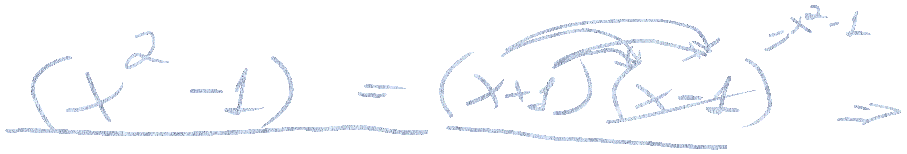 (x² - 1) = (x+1) (x-1) = x² - 1 ⇒